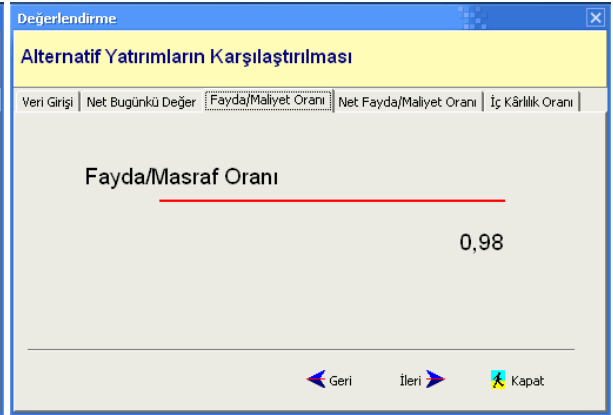 Değerlendirme
Alternatif Yatırımların Karşılaştırılması
Veri Girişi Net Bugünkü Değer Fayda/Maliyet Oranı Net Fayda/Maliyet Oranı İç Kârlılık Oranı
Fayda/Masraf Oranı
0,98
Geri İleri Kapat